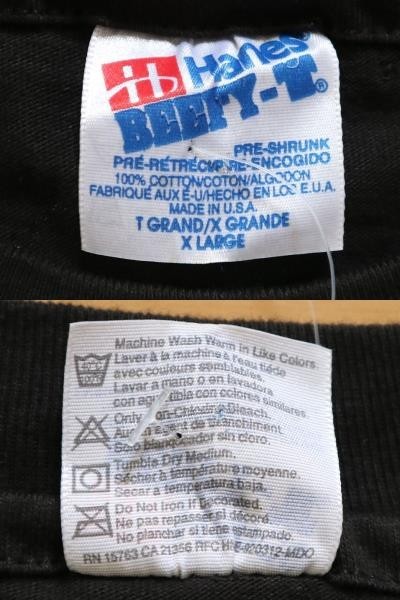 Hanes
BEEFY-T®
PRE-SHRUNK
PRÉ-RÉTRÉCI/PRE-ENCOGIDO
100% COTTON/COTON/ALGODON
FABRIQUE AUX É-U/HECHO EN LOS E.U.A.
MADE IN U.S.A.
T GRAND/X GRANDE
X LARGE
Machine Wash Warm in Like Colors.
Laver à la machine à l'eau tiède
avec couleurs semblables.
Lavar a mano o en lavadora
con agua tibia con colores similares
Only Non-Chlorine Bleach.
Aucun agent de blanchiment.
Solo blanqueador sin cloro.
Tumble Dry Medium.
Sécher à température moyenne.
Secar a temperatura baja.
Do Not Iron if Decorated.
Ne pas repasser si décoré.
No planchar si tiene estampado.
RN 15763 CA 21356 RFC